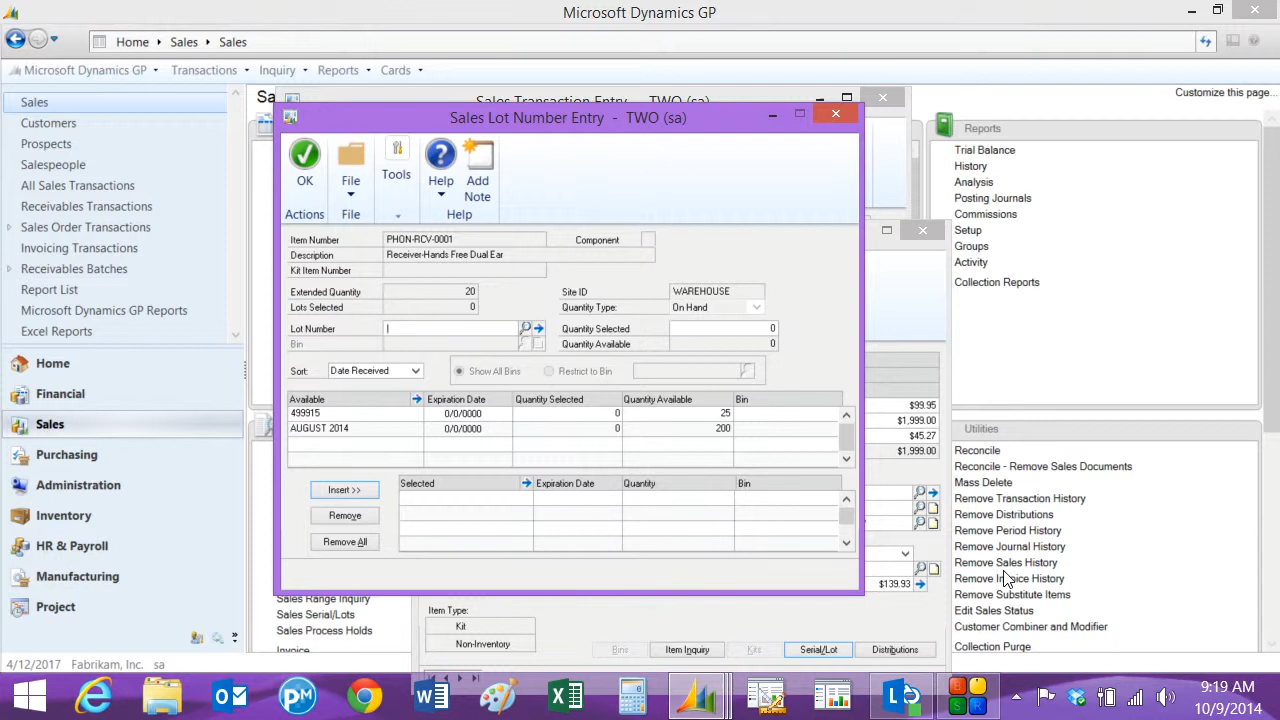 Microsoft Dynamics GP
Home Sales Sales
Microsoft Dynamics GP Transactions Inquiry Reports Cards
Customize this page...
Sales
Customers
Prospects
Salespeople
All Sales Transactions
Receivables Transactions
Sales Order Transactions
Invoicing Transactions
Receivables Batches
Report List
Microsoft Dynamics GP Reports
Excel Reports
Home
Financial
Sales
Purchasing
Administration
Inventory
HR & Payroll
Manufacturing
Project
4/12/2017 Fabrikam, Inc. sa
Sa
Sales Transaction Entry - TWO (sa)
Sales Lot Number Entry - TWO (sa)
OK
File
Tools
Help
Add
Note
Actions
File
Help
Item Number PHON-RCV-0001 Component
Description Receiver-Hands Free Dual Ear
Kit Item Number
Extended Quantity 20 Site ID WAREHOUSE
Lots Selected 0 Quantity Type: On Hand
Lot Number Quantity Selected 0
Bin Quantity Available 0
Sort: Date Received Show All Bins Restrict to Bin
Available Expiration Date Quantity Selected Quantity Available Bin
499915 0/0/0000 0 25
AUGUST 2014 0/0/0000 0 200
Selected Expiration Date Quantity Bin
Insert >>
Remove
Remove All
$99.95
$1,999.00
$45.27
$1,999.00
$139.93
Sales Range Inquiry
Sales Serial/Lots
Sales Process Holds
Invoice
Item Type:
Kit
Non-Inventory
Bins Item Inquiry Kits Serial/Lot Distributions
Reports
Trial Balance
History
Analysis
Posting Journals
Commissions
Setup
Groups
Activity
Collection Reports
Utilities
Reconcile
Reconcile - Remove Sales Documents
Mass Delete
Remove Transaction History
Remove Distributions
Remove Period History
Remove Journal History
Remove Sales History
Remove Invoice History
Remove Substitute Items
Edit Sales Status
Customer Combiner and Modifier
Collection Purge
9:19 AM
10/9/2014